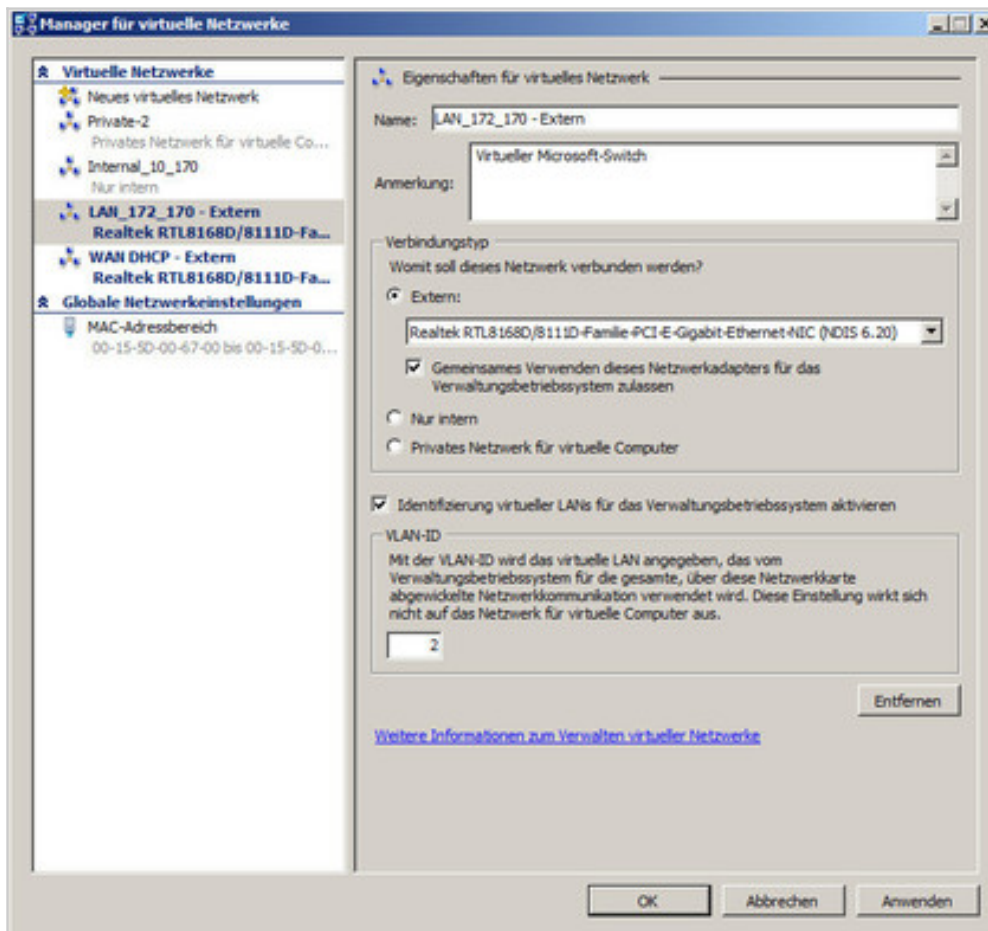 Manager für virtuelle Netzwerke
Virtuelle Netzwerke
Neues virtuelles Netzwerk
Private-2
Privates Netzwerk für virtuelle Co...
Internal_10_170
Nur intern
LAN_172_170 - Extern
Realtek RTL8168D/8111D-Fa...
WAN DHCP - Extern
Realtek RTL8168D/8111D-Fa...
Globale Netzwerkeinstellungen
MAC-Adressbereich
00-15-5D-00-67-00 bis 00-15-5D-0...
Eigenschaften für virtuelles Netzwerk
Name: LAN_172_170 - Extern
Anmerkung: Virtueller Microsoft-Switch
Verbindungstyp
Womit soll dieses Netzwerk verbunden werden?
Extern:
Realtek RTL8168D/8111D-Familie-PCI-E-Gigabit-Ethernet-NIC (NDIS 6.20)
Gemeinsames Verwenden dieses Netzwerkadapters für das
Verwaltungsbetriebssystem zulassen
Nur intern
Privates Netzwerk für virtuelle Computer
Identifizierung virtueller LANs für das Verwaltungsbetriebssystem aktivieren
VLAN-ID
Mit der VLAN-ID wird das virtuelle LAN angegeben, das vom
Verwaltungsbetriebssystem für die gesamte, über diese Netzwerkkarte
abgewickelte Netzwerkkommunikation verwendet wird. Diese Einstellung wirkt sich
nicht auf das Netzwerk für virtuelle Computer aus.
2
Entfernen
Weitere Informationen zum Verwalten virtueller Netzwerke
OK
Abbrechen
Anwenden